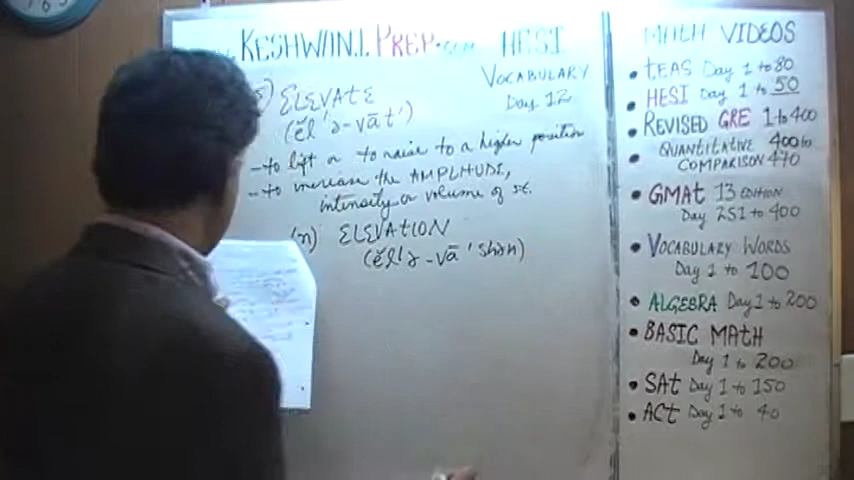 KESHWANI PREP.COM HESI
VOCABULARY
Day 12
ELEVATE
(ĕl'ə-vāt')
- to lift or to raise to a higher position
- to increase the AMPLITUDE,
intensity or volume of st.
(n) ELEVATION
(ĕl'ə-vā'shən)
MATH VIDEOS
• TEAS Day 1 to 80
• HESI Day 1 to 50
• REVISED GRE 1 to 400
• QUANTITATIVE 400 to
COMPARISON 470
• GMAT 13 EDITION
Day 251 to 400
• VOCABULARY WORDS
Day 1 to 100
• ALGEBRA Day 1 to 200
• BASIC MATH
Day 1 to 200
• SAT Day 1 to 150
• ACT Day 1 to 40